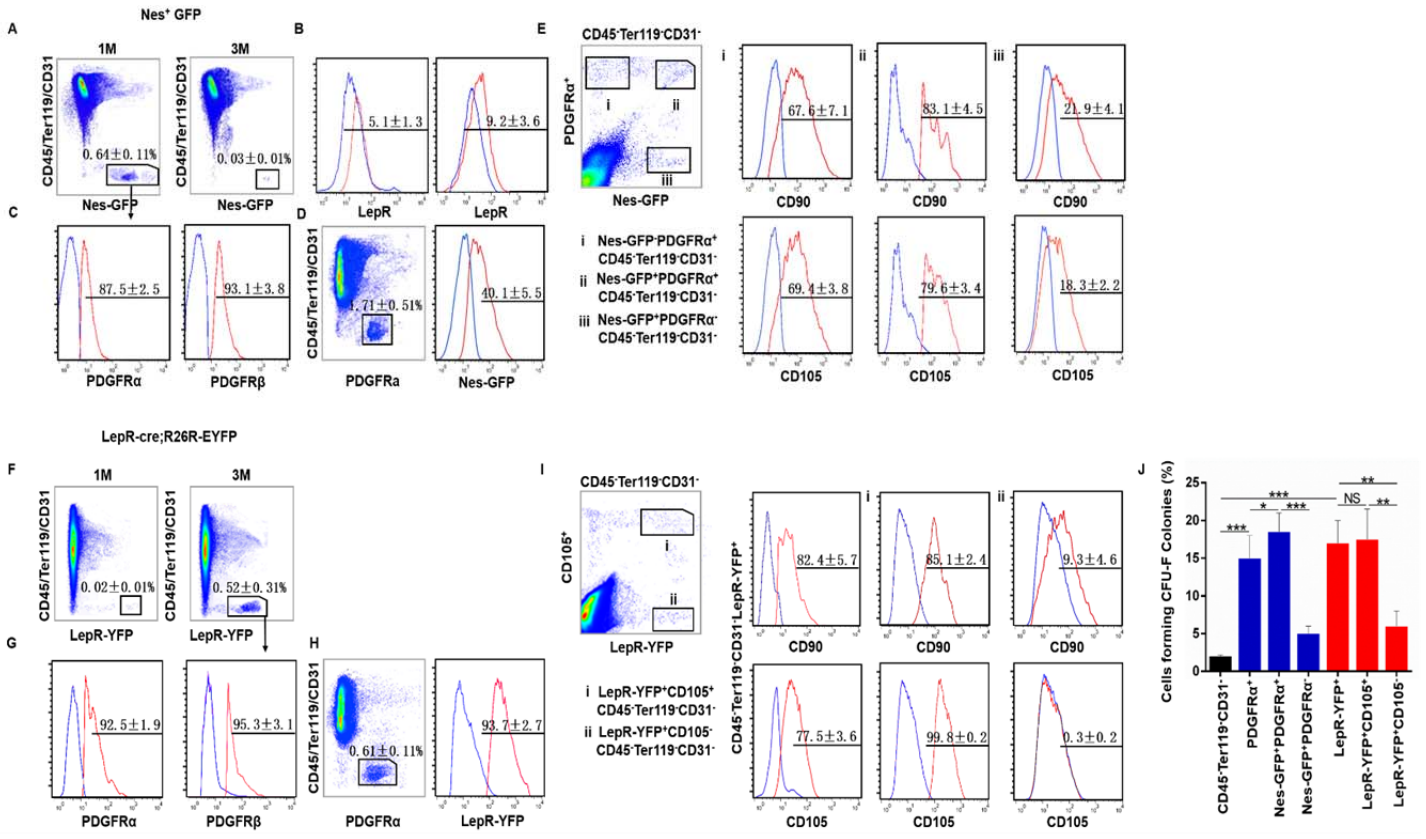 Nes⁺ GFP
A
1M
3M
CD45/Ter119/CD31
0.64±0.11%
Nes-GFP
CD45/Ter119/CD31
0.03±0.01%
Nes-GFP
B
5.1±1.3
LepR
9.2±3.6
LepR
C
87.5±2.5
PDGFRα
93.1±3.8
PDGFRβ
D
CD45/Ter119/CD31
1.71±0.51%
PDGFRa
40.1±5.5
Nes-GFP
E
CD45⁻Ter119⁻CD31⁻
PDGFRα⁺
i
ii
iii
Nes-GFP
i Nes-GFP⁻PDGFRα⁺
CD45⁻Ter119⁻CD31⁻
ii Nes-GFP⁺PDGFRα⁺
CD45⁻Ter119⁻CD31⁻
iii Nes-GFP⁺PDGFRα⁻
CD45⁻Ter119⁻CD31⁻
i
67.6±7.1
CD90
ii
83.1±4.5
CD90
iii
21.9±4.1
CD90
69.4±3.8
CD105
79.6±3.4
CD105
18.3±2.2
CD105
LepR-cre;R26R-EYFP
F
1M
3M
CD45/Ter119/CD31
0.02±0.01%
LepR-YFP
CD45/Ter119/CD31
0.52±0.31%
LepR-YFP
G
92.5±1.9
PDGFRα
95.3±3.1
PDGFRβ
H
CD45/Ter119/CD31
0.61±0.11%
PDGFRα
93.7±2.7
LepR-YFP
I
CD45⁻Ter119⁻CD31⁻
CD105⁺
i
ii
LepR-YFP
i LepR-YFP⁺CD105⁺
CD45⁻Ter119⁻CD31⁻
ii LepR-YFP⁺CD105⁻
CD45⁻Ter119⁻CD31⁻
CD45⁻Ter119⁻CD31⁻LepR-YFP⁺
82.4±5.7
CD90
i
85.1±2.4
CD90
ii
9.3±4.6
CD90
77.5±3.6
CD105
99.8±0.2
CD105
0.3±0.2
CD105
J
Cells forming CFU-F Colonies (%)
25
20
15
10
5
0
***
***
*
***
**
NS
**
CD45⁻Ter119⁻CD31⁻
PDGFRα⁺
Nes-GFP⁺PDGFRα⁺
Nes-GFP⁺PDGFRα⁻
LepR-YFP⁺
LepR-YFP⁺CD105⁺
LepR-YFP⁺CD105⁻